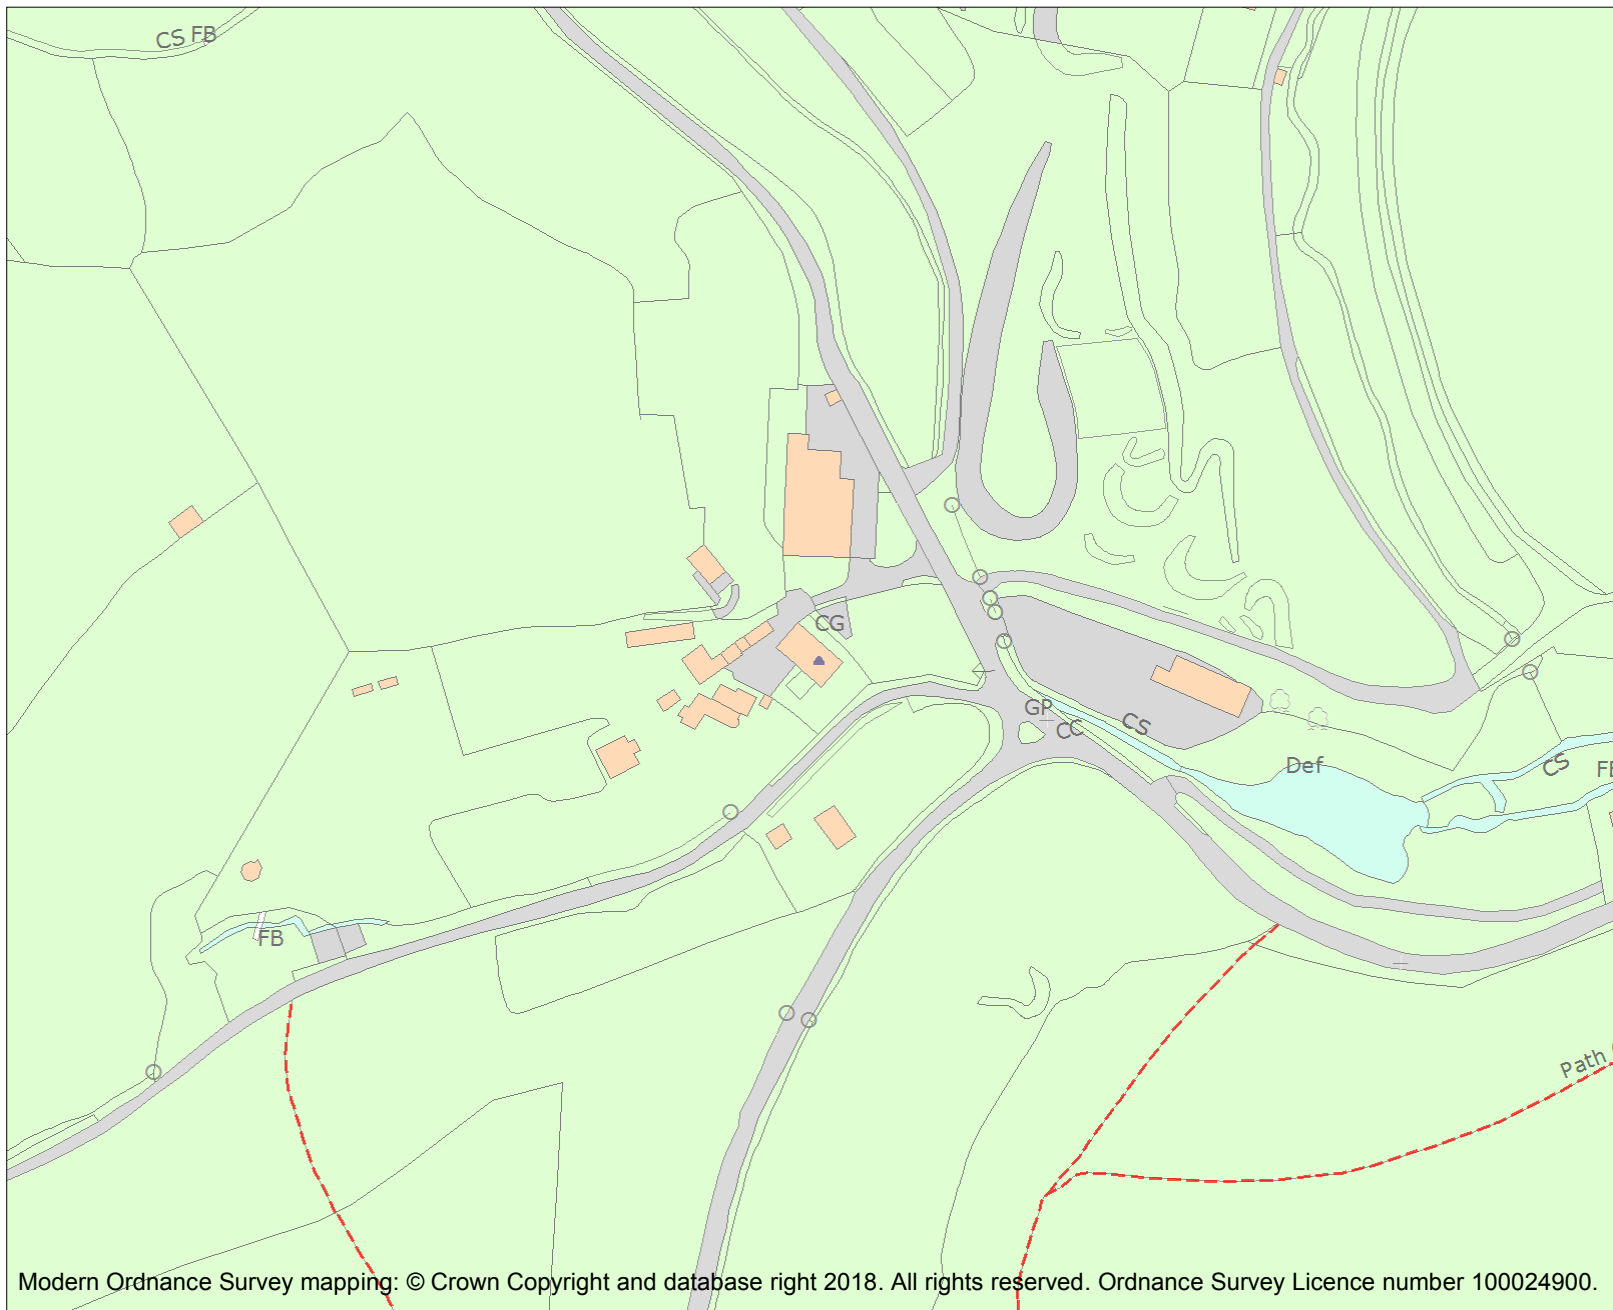 CS FB
CG
GP
CC
CS
Def
CS
FB
Path
Modern Ordnance Survey mapping: © Crown Copyright and database right 2018. All rights reserved. Ordnance Survey Licence number 100024900.